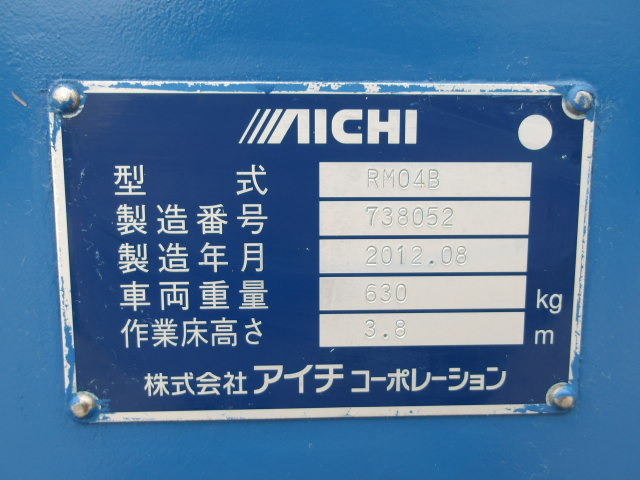 AICHI
型式 RM04B
製造番号 738052
製造年月 2012.08
車両重量 630 kg
作業床高さ 3.8 m
株式会社アイチコーポレーション